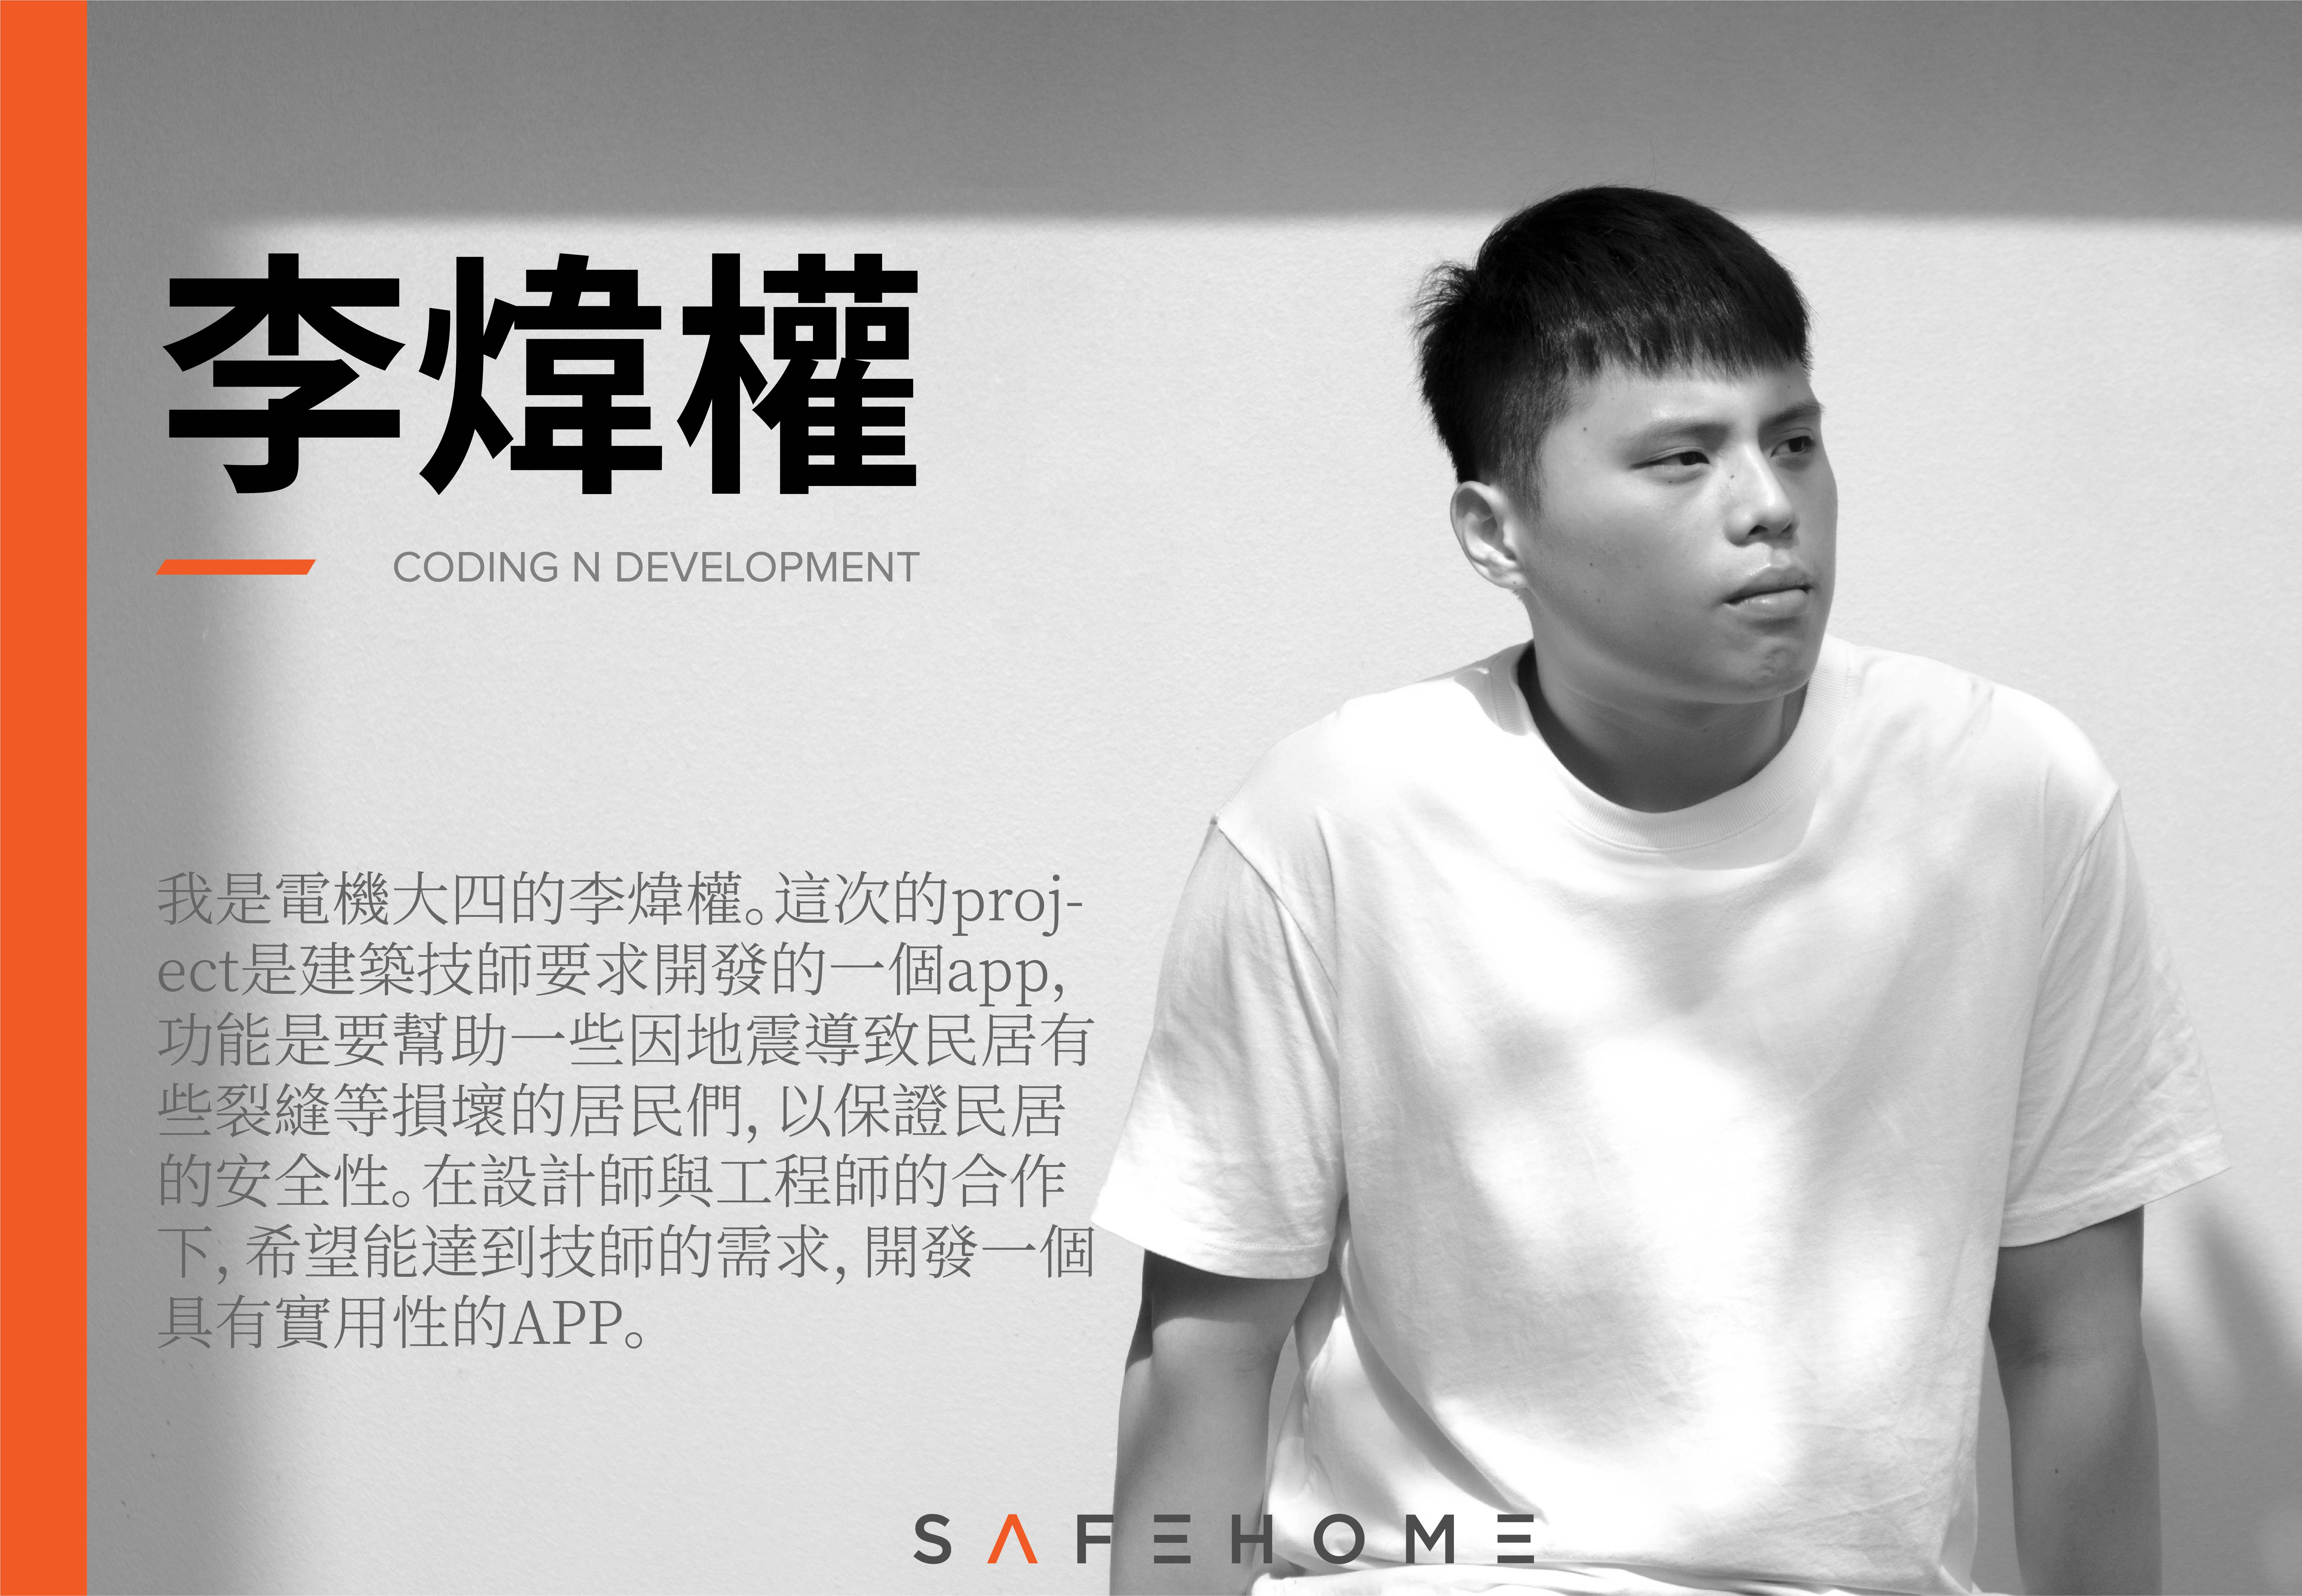 李煒權
CODING N DEVELOPMENT
我是電機大四的李煒權。這次的proj-
ect是建築技師要求開發的一個app,
功能是要幫助一些因地震導致民居有
些裂縫等損壞的居民們, 以保證民居
的安全性。在設計師與工程師的合作
下, 希望能達到技師的需求, 開發一個
具有實用性的APP。
SAFEHOME